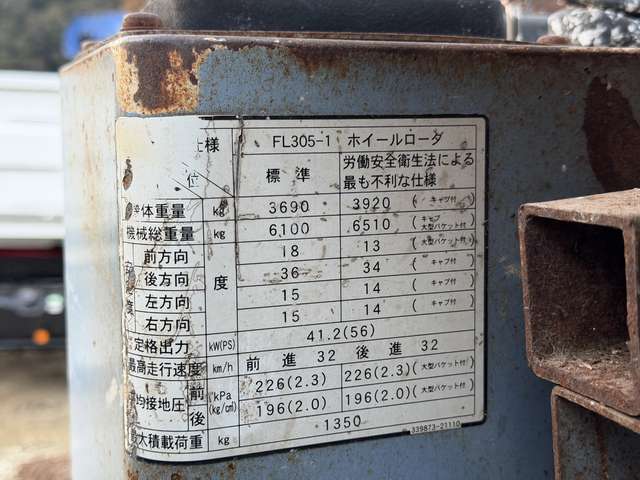 仕様 FL305-1 ホイールローダ
位 標準 労働安全衛生法による
最も不利な仕様
体重量 kg 3690 3920 (キャブ付)
機械総重量 kg 6,100 6510 (キャブ 大型バケット付)
前方向 度 18 13 (大型バケット付)
後方向 36 34 (キャブ付)
左方向 15 14 (キャブ付)
度 右方向 15 14 (キャブ付)
定格出力 kW(PS) 41.2(56)
最高走行速度 km/h 前進 32 後進 32
均接地圧 前 kPa 226(2.3) 226(2.3) (大型バケット付)
後 (kg/c㎡) 196(2.0) 196(2.0) (大型バケット付)
大積載荷重 kg 1350
339873-21110